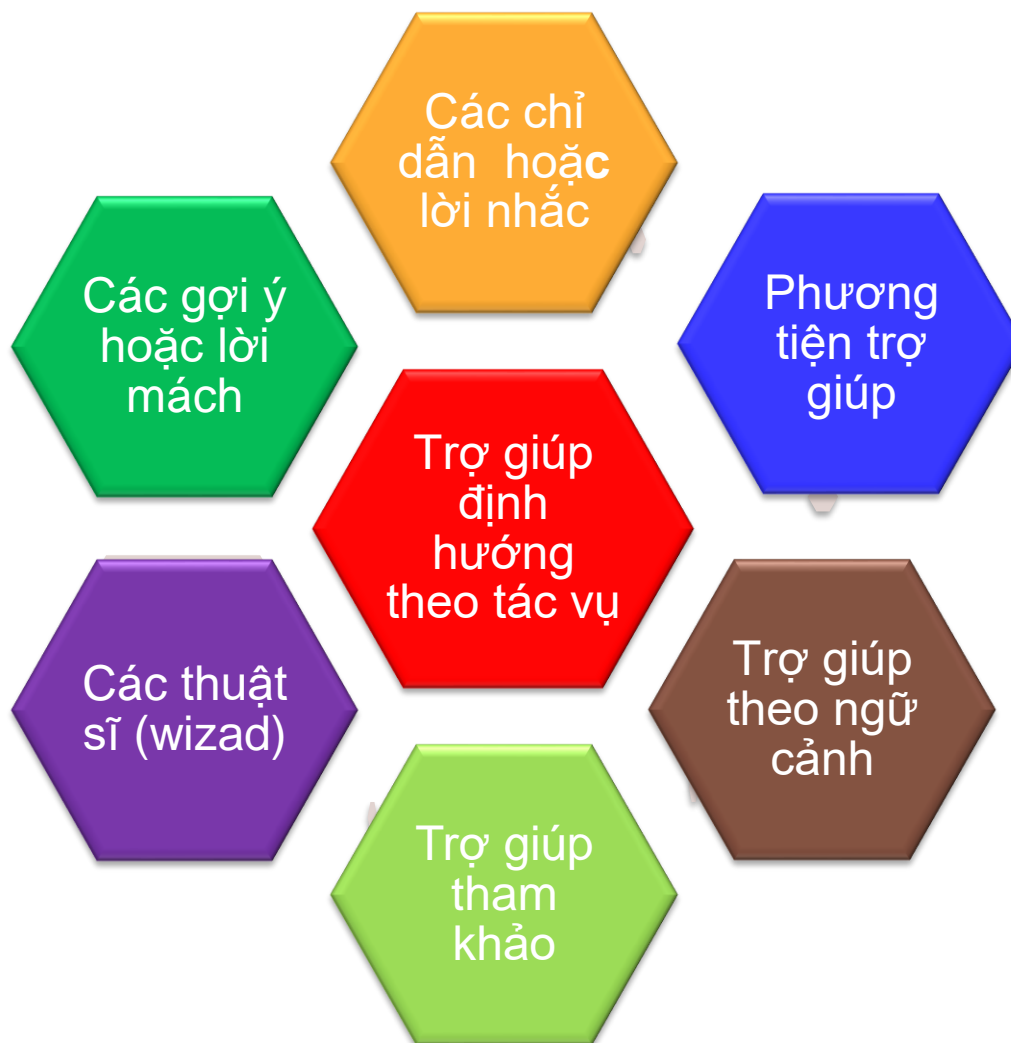 Các chỉ
dẫn hoặc
lời nhắc
Các gợi ý
hoặc lời
mách
Phương
tiện trợ
giúp
Trợ giúp
định
hướng
theo tác vụ
Các thuật
sĩ (wizad)
Trợ giúp
theo ngữ
cảnh
Trợ giúp
tham
khảo